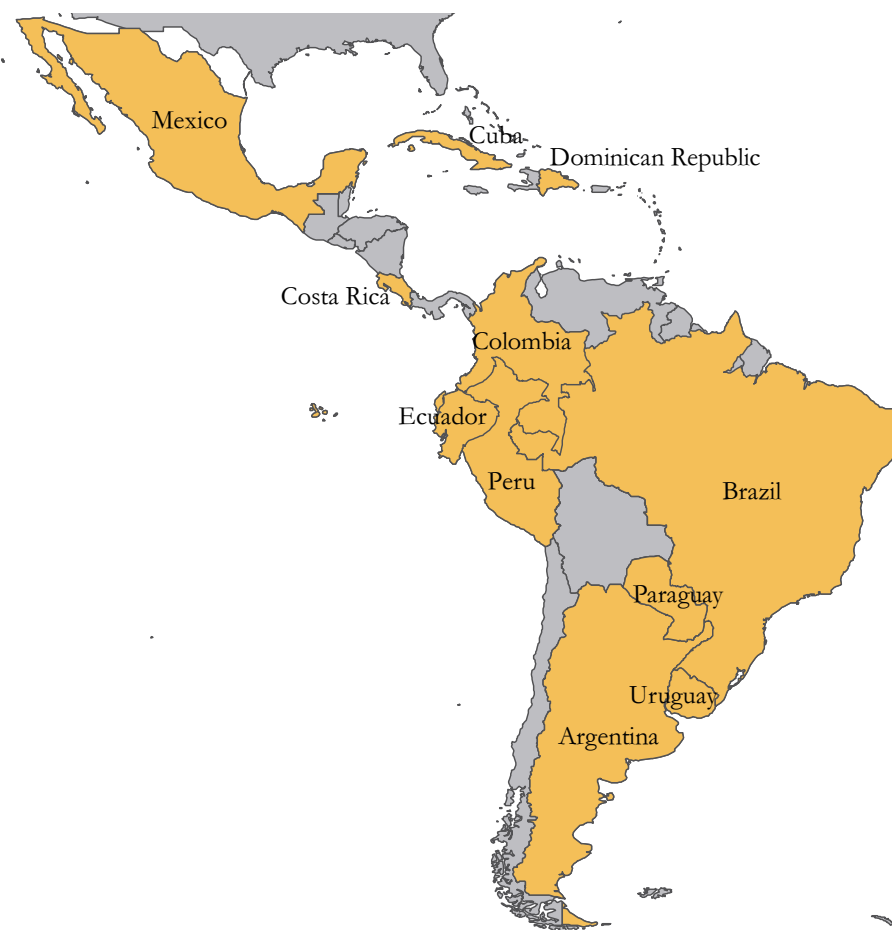 Mexico
Cuba
Dominican Republic
Costa Rica
Colombia
Ecuador
Peru
Brazil
Paraguay
Uruguay
Argentina